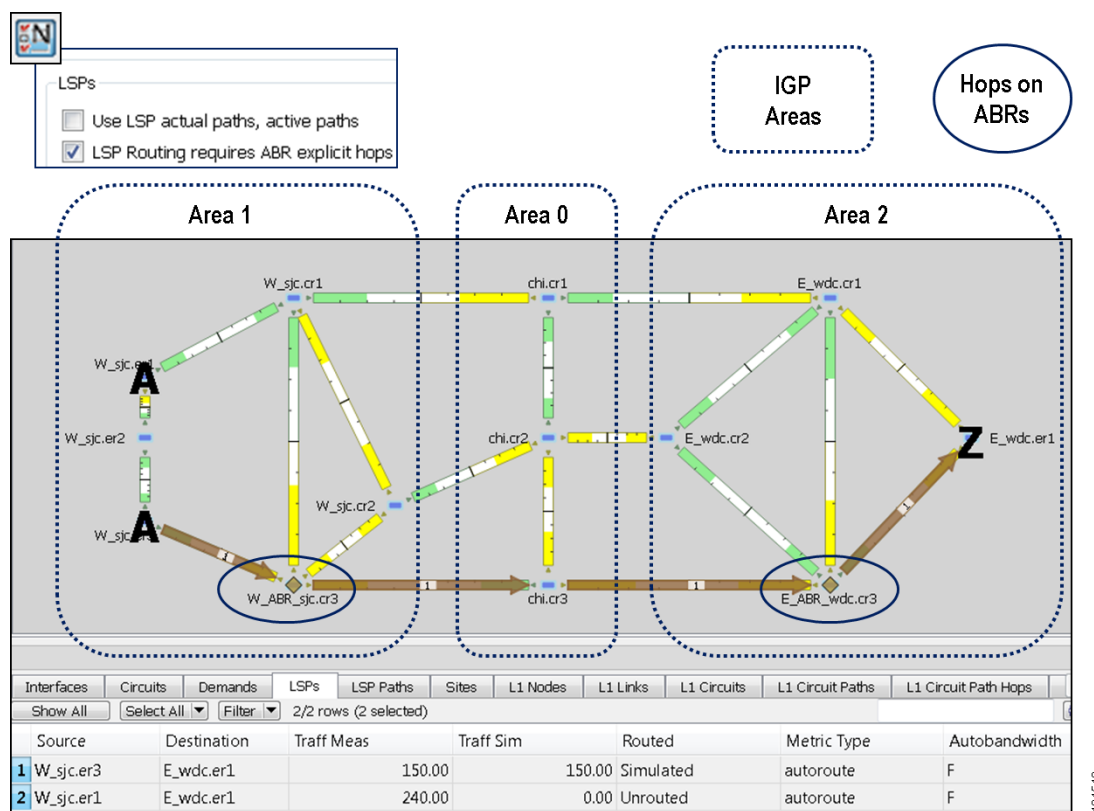 N
LSPs
Use LSP actual paths, active paths
LSP Routing requires ABR explicit hops
IGP
Areas
Hops on
ABRs
Area 1
Area 0
Area 2
W_sjc.cr1
chi.cr1
E_wdc.cr1
W_sjc.er1
A
W_sjc.er2
chi.cr2
E_wdc.cr2
Z
E_wdc.er1
W_sjc.cr2
A
1
1
W_ABR_sjc.cr3
1
chi.cr3
1
E_ABR_wdc.cr3
Interfaces Circuits Demands LSPs LSP Paths Sites L1 Nodes L1 Links L1 Circuits L1 Circuit Paths L1 Circuit Path Hops
Show All Select All Filter 2/2 rows (2 selected)
Source Destination Traff Meas Traff Sim Routed Metric Type Autobandwidth
1 W_sjc.er3 E_wdc.er1 150.00 150.00 Simulated autoroute F
2 W_sjc.er1 E_wdc.er1 240.00 0.00 Unrouted autoroute F